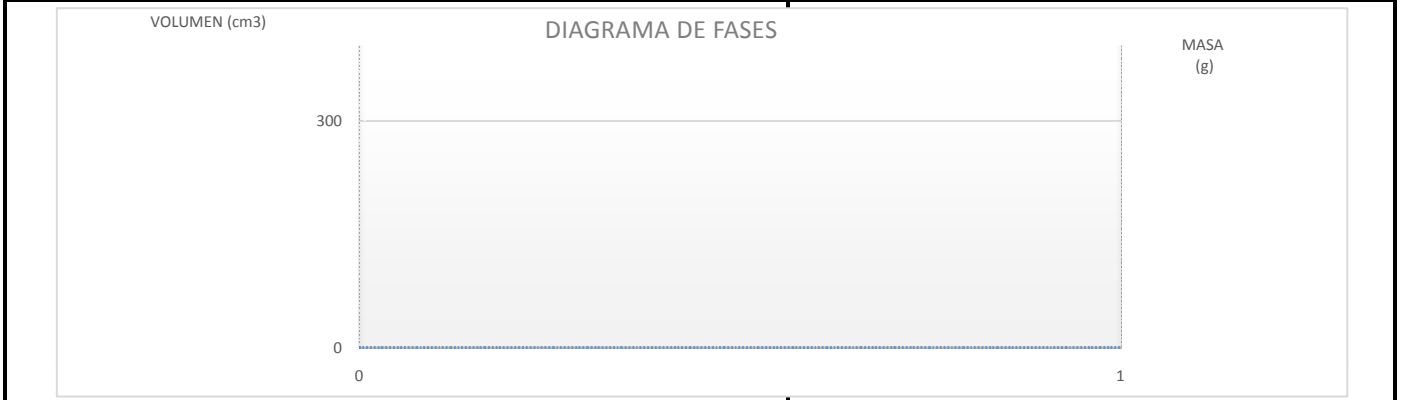 VOLUMEN (cm3)
DIAGRAMA DE FASES
MASA
(g)
300
0
0
1